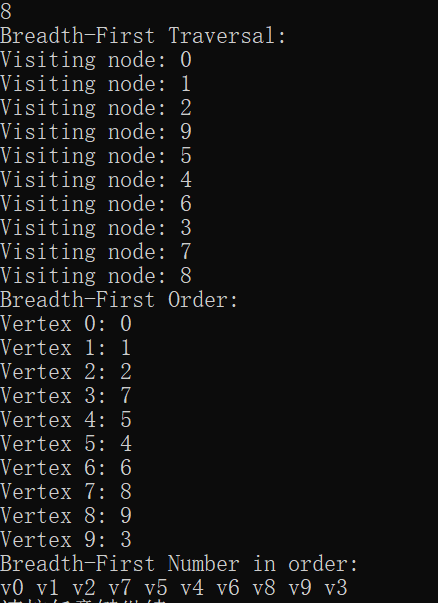 8
Breadth-First Traversal:
Visiting node: 0
Visiting node: 1
Visiting node: 2
Visiting node: 9
Visiting node: 5
Visiting node: 4
Visiting node: 6
Visiting node: 3
Visiting node: 7
Visiting node: 8
Breadth-First Order:
Vertex 0: 0
Vertex 1: 1
Vertex 2: 2
Vertex 3: 7
Vertex 4: 5
Vertex 5: 4
Vertex 6: 6
Vertex 7: 8
Vertex 8: 9
Vertex 9: 3
Breadth-First Number in order:
v0 v1 v2 v7 v5 v4 v6 v8 v9 v3